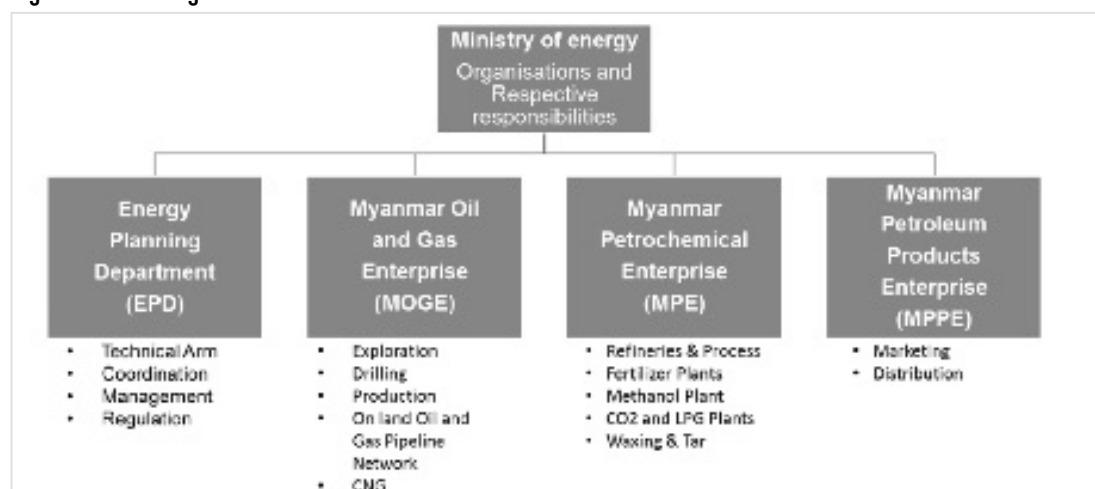 Ministry of energy
Organisations and
Respective
responsibilities
Energy
Planning
Department
(EPD)
Technical Arm
Coordination
Management
Regulation
Myanmar Oil
and Gas
Enterprise
(MOGE)
Exploration
Drilling
Production
On land Oil and
Gas Pipeline
Network
CNG
Myanmar
Petrochemical
Enterprise
(MPE)
Refineries & Process
Fertilizer Plants
Methanol Plant
CO2 and LPG Plants
Waxing & Tar
Myanmar
Petroleum
Products
Enterprise
(MPPE)
Marketing
Distribution